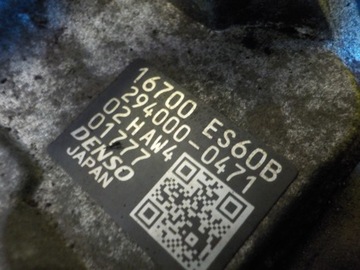 16700 ES60B
294000-0471
02HAW4
01777
DENSO
JAPAN